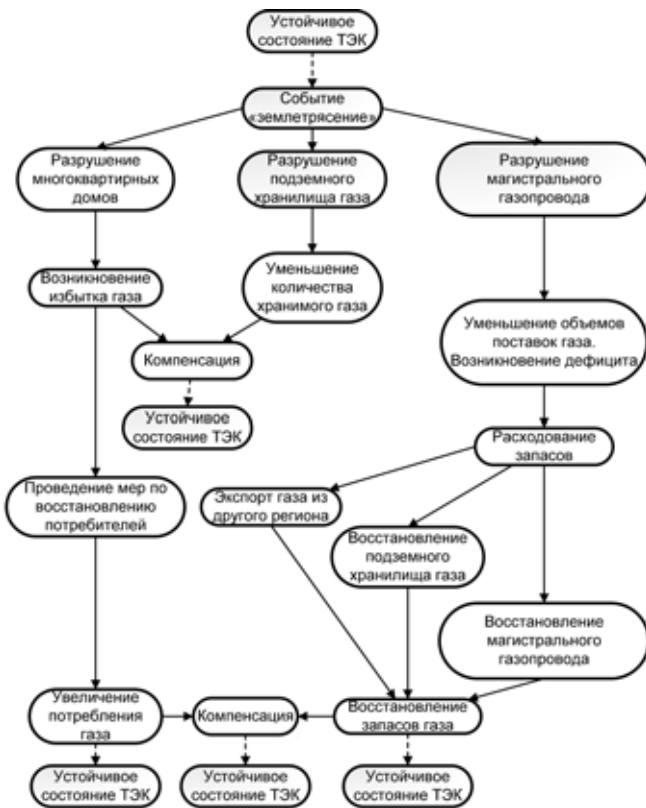 Устойчивое
состояние ТЭК
Событие
«землетрясение»
Разрушение
многоквартирных
домов
Разрушение
подземного
хранилища газа
Разрушение
магистрального
газопровода
Возникновение
избытка газа
Уменьшение
количества
хранимого газа
Уменьшение объемов
поставок газа.
Возникновение дефицита
Компенсация
Устойчивое
состояние ТЭК
Расходование
запасов
Проведение мер по
восстановлению
потребителей
Экспорт газа из
другого региона
Восстановление
подземного
хранилища газа
Восстановление
магистрального
газопровода
Увеличение
потребления
газа
Компенсация
Восстановление
запасов газа
Устойчивое
состояние ТЭК
Устойчивое
состояние ТЭК
Устойчивое
состояние ТЭК